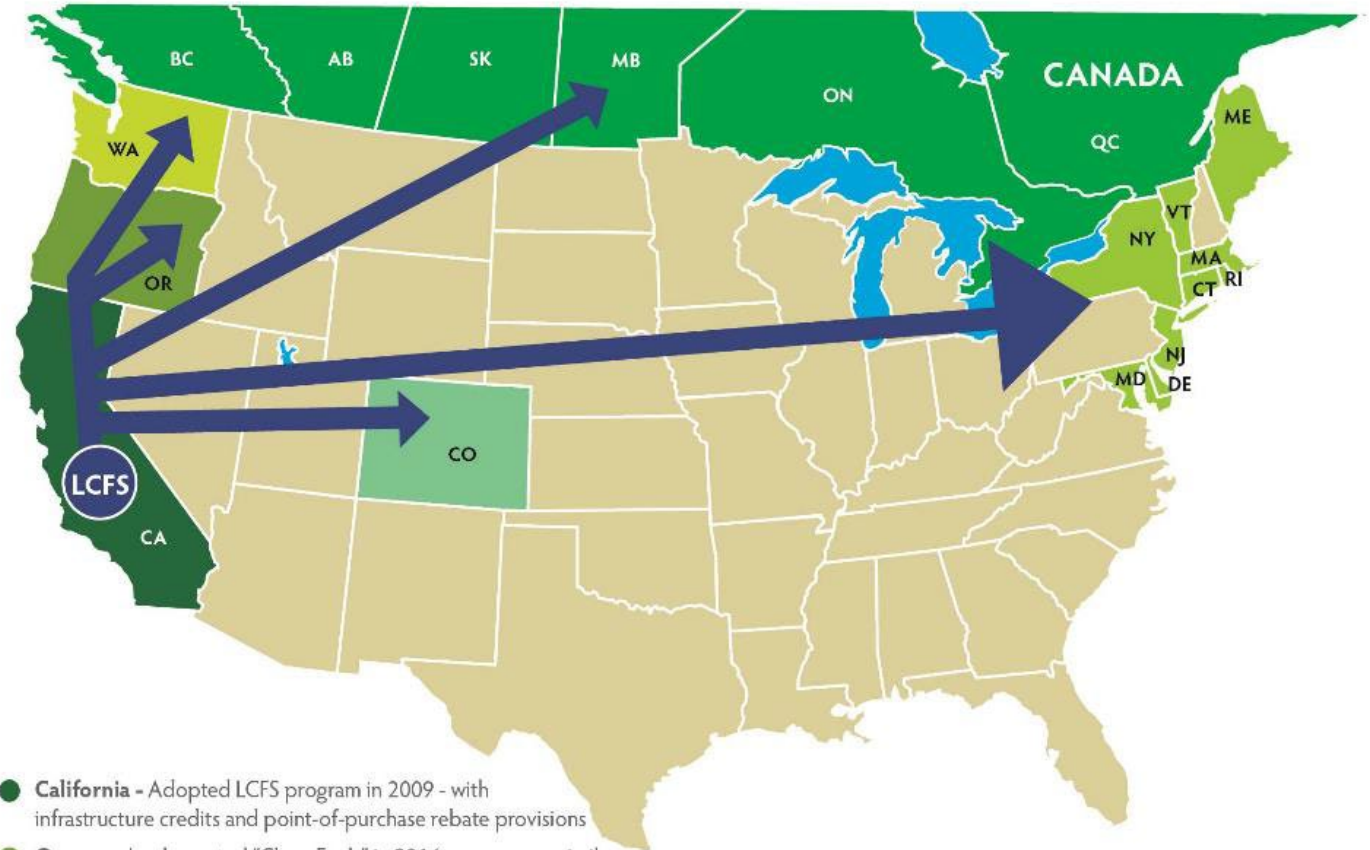 BC
AB
SK
MB
ON
CANADA
QC
ME
WA
VT
NY
MA
RI
CT
OR
NJ
MD
DE
CO
LCFS
CA
California - Adopted LCFS program in 2009 - with
infrastructure credits and point-of-purchase rebate provisions